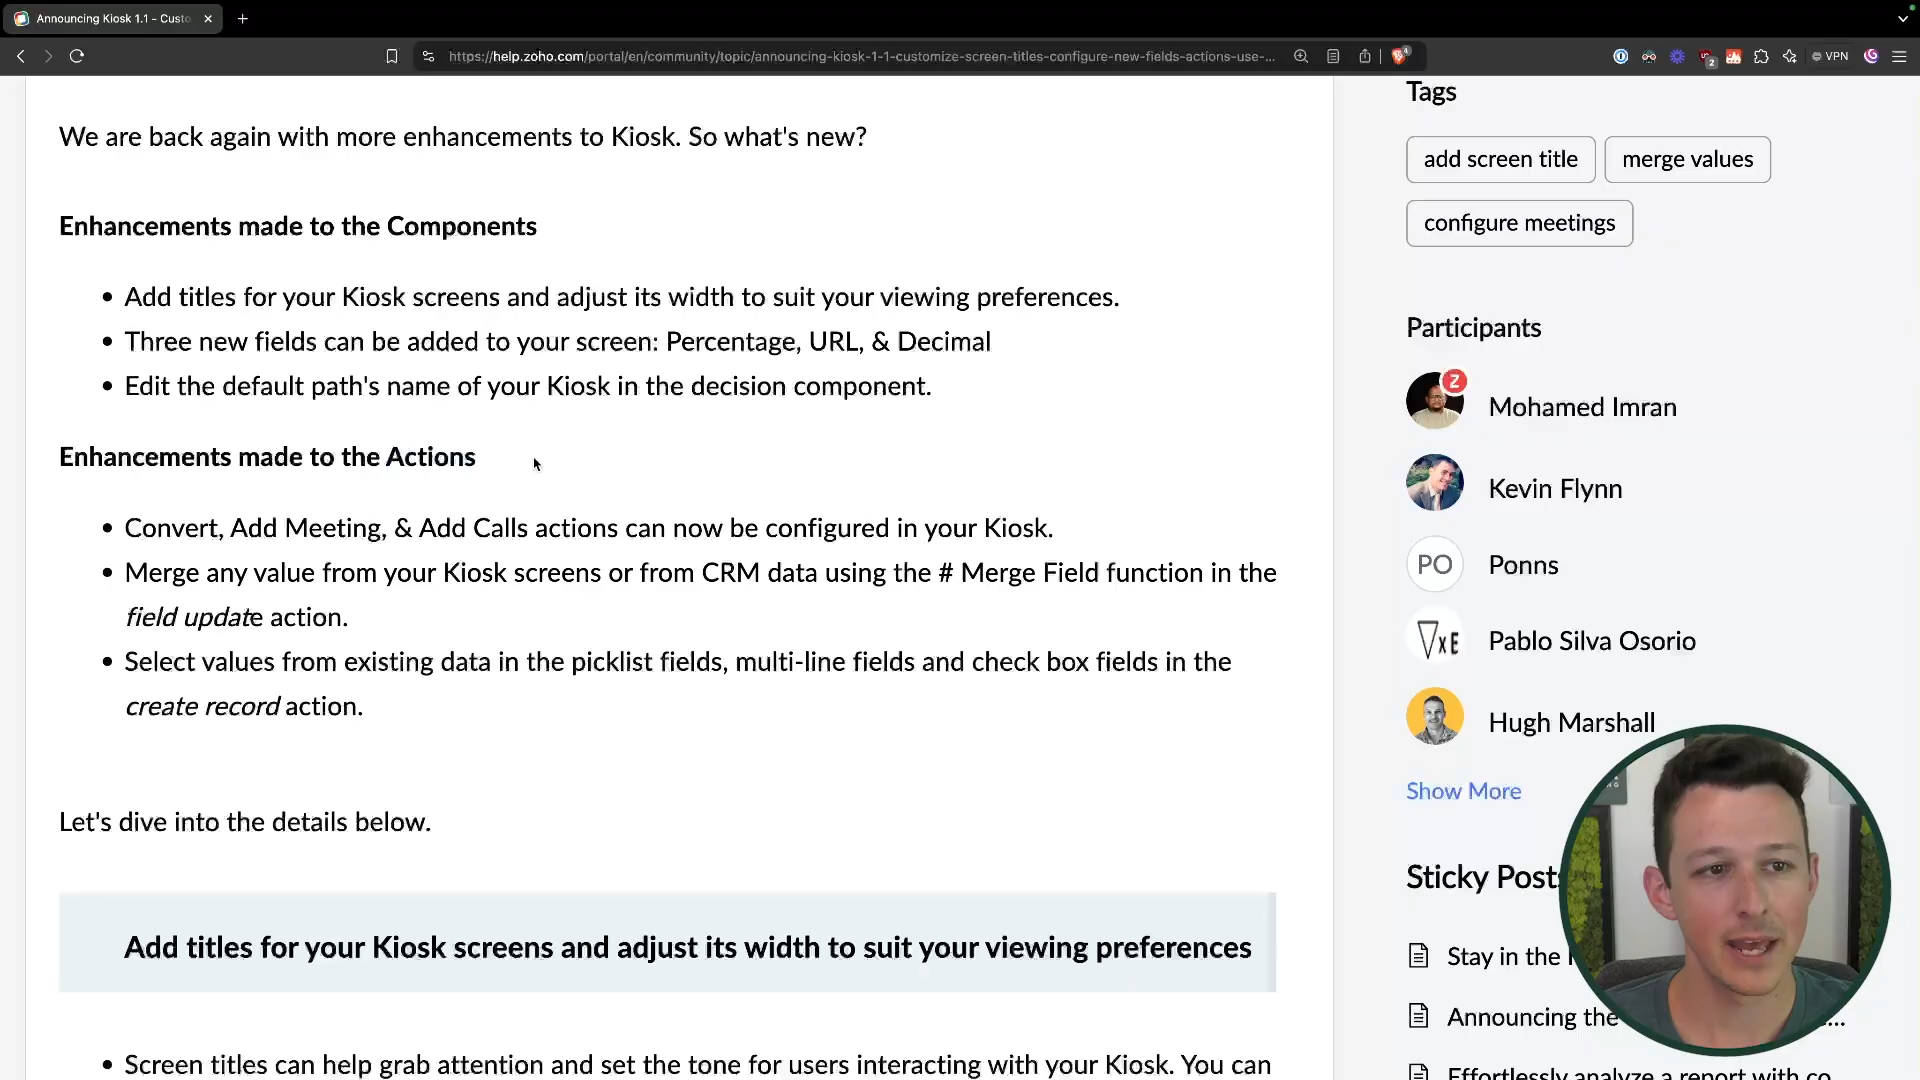 Announcing Kiosk 1.1 - Custo
https://help.zoho.com/portal/en/community/topic/announcing-kiosk-1-1-customize-screen-titles-configure-new-fields-actions-use-...
4
2
VPN
We are back again with more enhancements to Kiosk. So what's new?
Enhancements made to the Components
• Add titles for your Kiosk screens and adjust its width to suit your viewing preferences.
• Three new fields can be added to your screen: Percentage, URL, & Decimal
• Edit the default path's name of your Kiosk in the decision component.
Enhancements made to the Actions
• Convert, Add Meeting, & Add Calls actions can now be configured in your Kiosk.
• Merge any value from your Kiosk screens or from CRM data using the # Merge Field function in the
field update action.
• Select values from existing data in the picklist fields, multi-line fields and check box fields in the
create record action.
Let's dive into the details below.
Add titles for your Kiosk screens and adjust its width to suit your viewing preferences
• Screen titles can help grab attention and set the tone for users interacting with your Kiosk. You can
Tags
add screen title
merge values
configure meetings
Participants
Z
Mohamed Imran
Kevin Flynn
PO
Ponns
VxE
Pablo Silva Osorio
Hugh Marshall
Show More
Sticky Posts
Stay in the
Announcing the
...
Effortlessly analyze a report with co